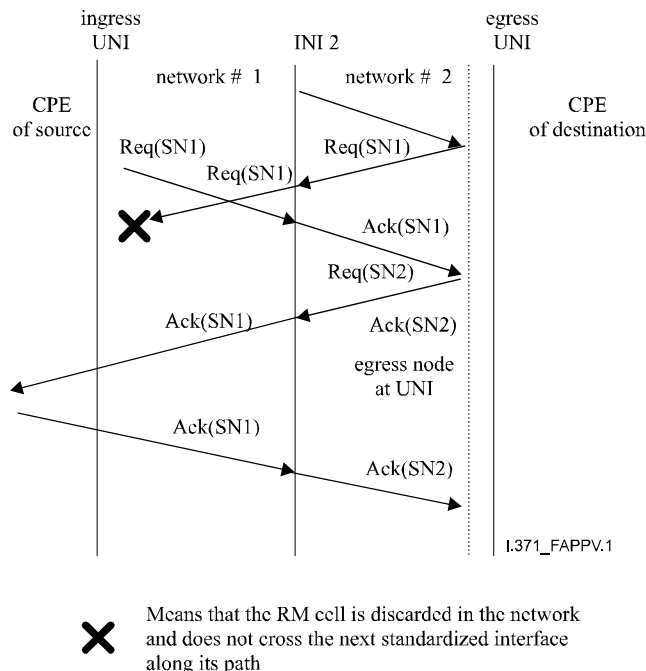 ingress
UNI
INI 2
egress
UNI
network # 1
network # 2
CPE
of source
CPE
of destination
Req(SN1)
Req(SN1)
Req(SN1)
Ack(SN1)
Req(SN2)
Ack(SN1)
Ack(SN2)
egress node
at UNI
Ack(SN1)
Ack(SN2)
I.371_FAPPV.1
Means that the RM cell is discarded in the network
and does not cross the next standardized interface
along its path